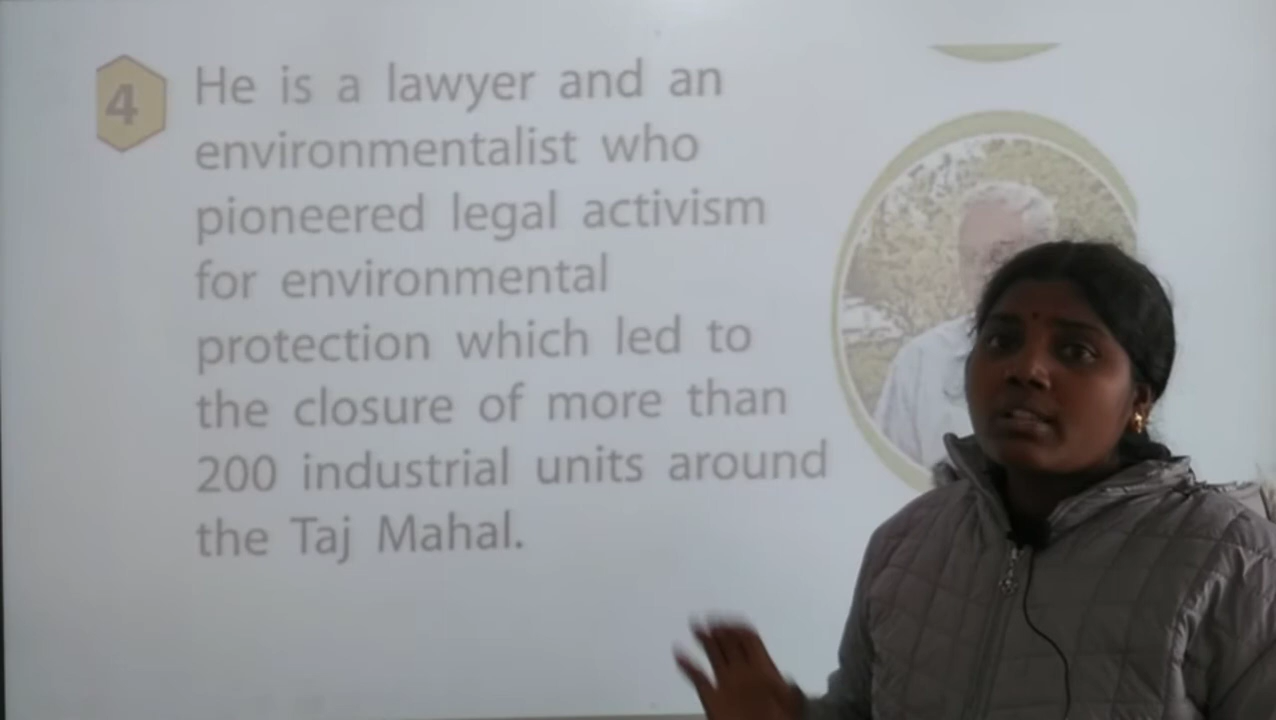 4
He is a lawyer and an
environmentalist who
pioneered legal activism
for environmental
protection which led to
the closure of more than
200 industrial units around
the Taj Mahal.